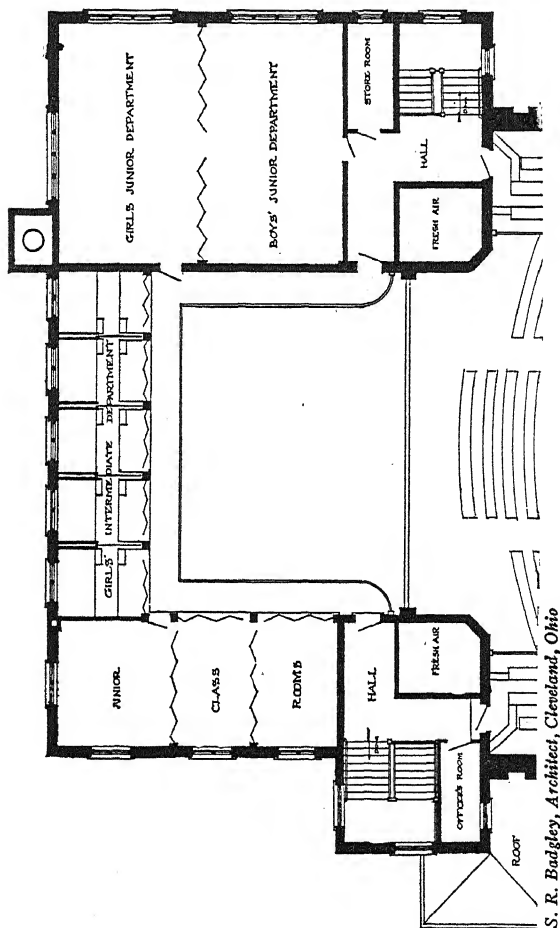 JUNIOR
GIRLS' INTERMEDIATE DEPARTMENT
GIRLS JUNIOR DEPARTMENT
CLASS
BOYS' JUNIOR DEPARTMENT
ROOMS
STORE ROOM
HALL
HALL
FRESH AIR
FRESH AIR
OFFICER'S ROOM
ROOF
S. R. Badgley, Architect, Cleveland, Ohio